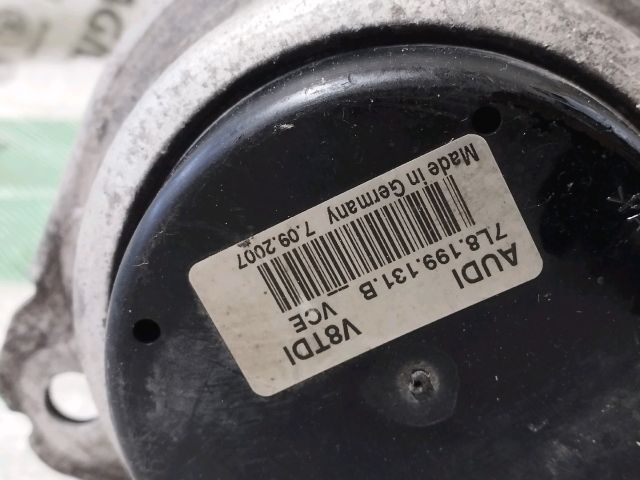 AUDI V8TDI
7L8.199.131.B VCE
Made in Germany 7.09.2007